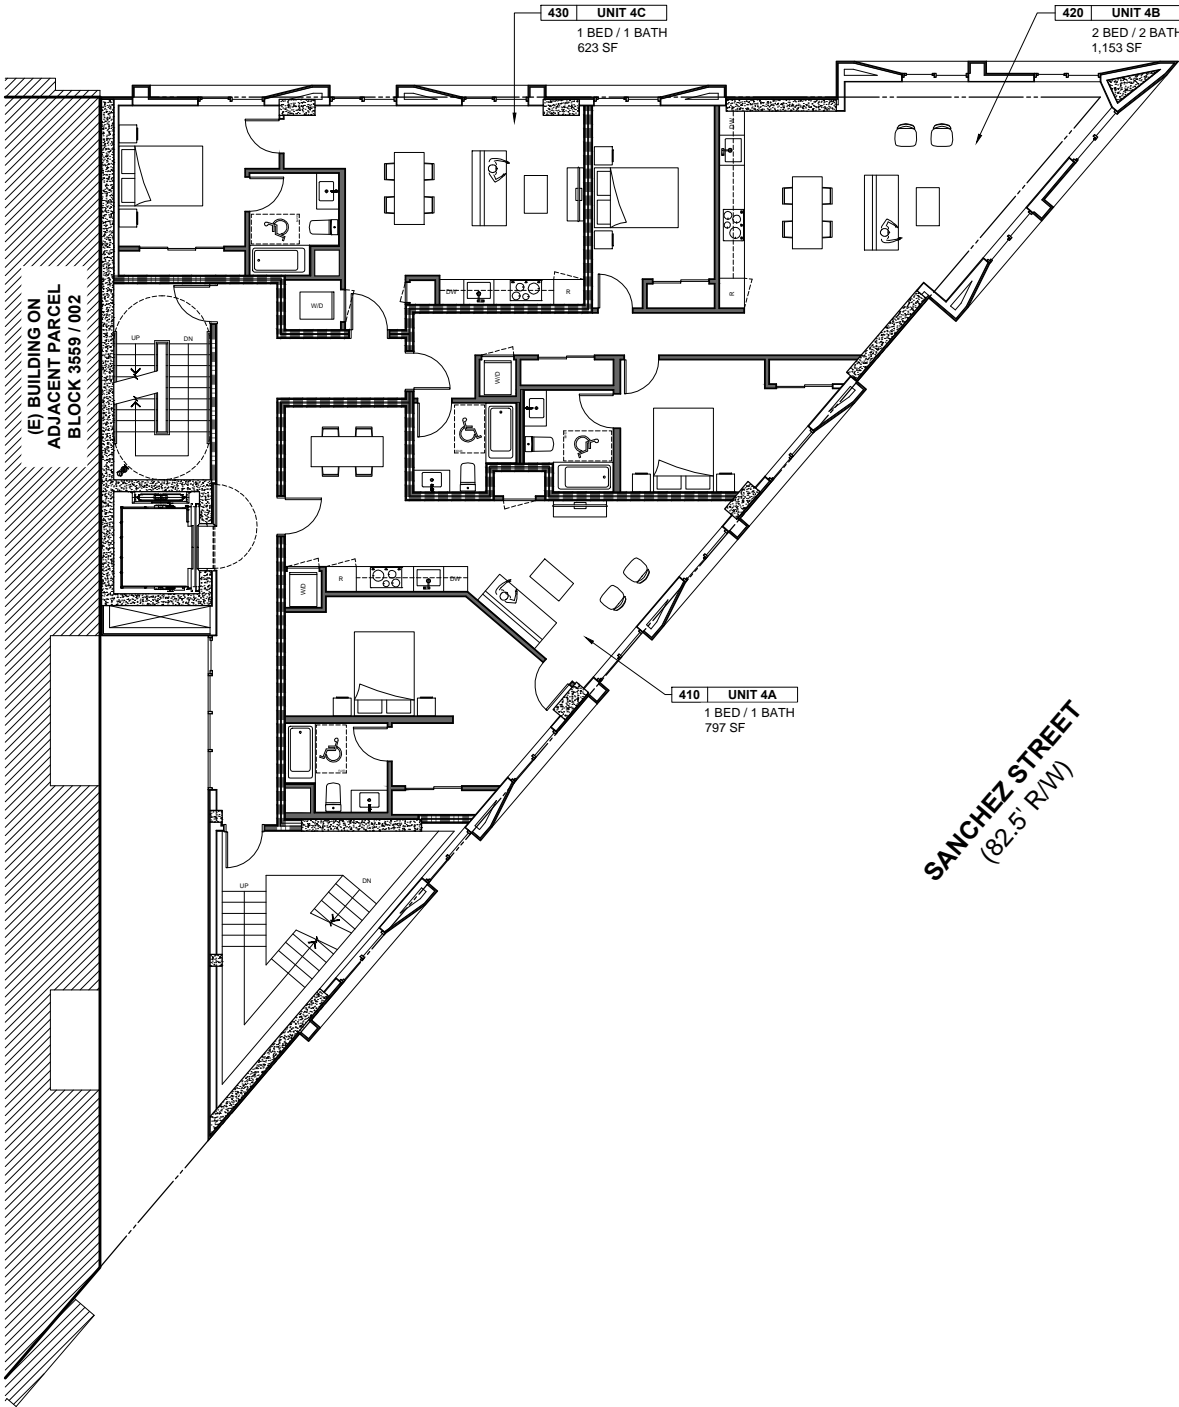 430 UNIT 4C
1 BED / 1 BATH
623 SF
420 UNIT 4B
2 BED / 2 BATH
1,153 SF
DW
R
DW
R
W/D
UP
DN
(E) BUILDING ON
ADJACENT PARCEL
BLOCK 3559 / 002
W/D
W/D
R
DW
410 UNIT 4A
1 BED / 1 BATH
797 SF
SANCHEZ STREET
(82.5' R/W)
UP
DN